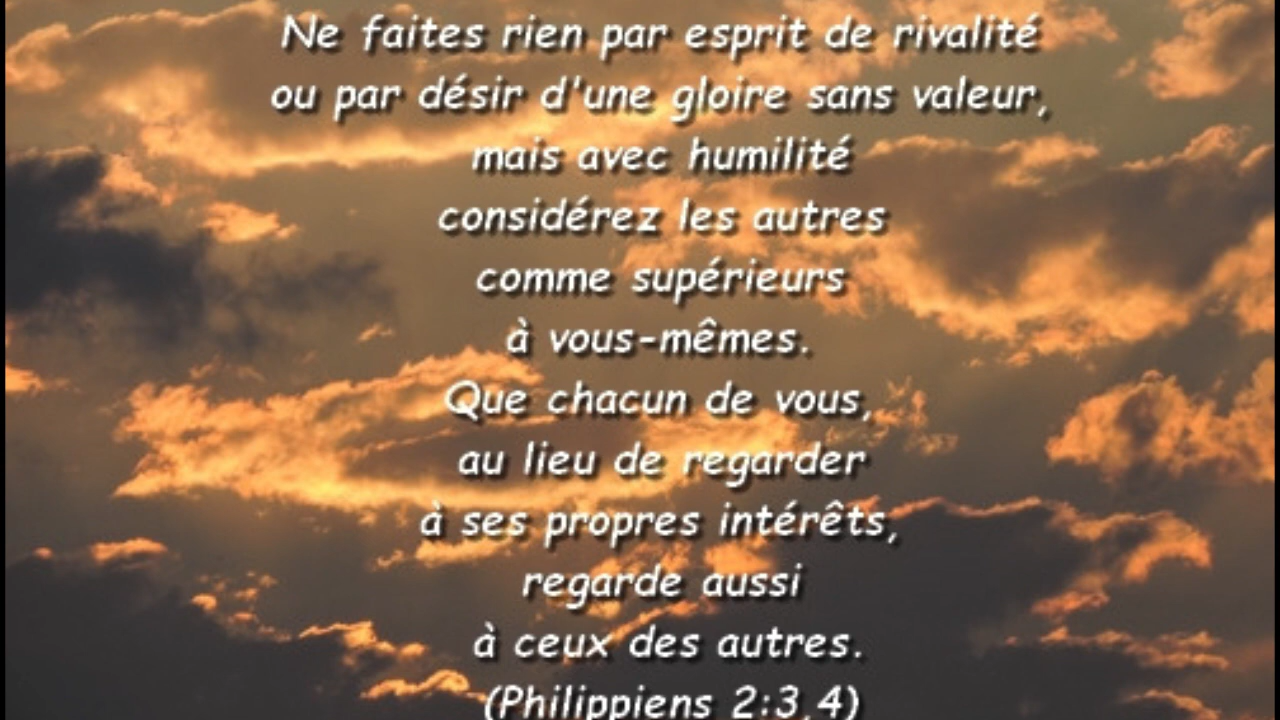 Ne faites rien par esprit de rivalité
ou par désir d'une gloire sans valeur,
mais avec humilité
considérez les autres
comme supérieurs
à vous-mêmes.
Que chacun de vous,
au lieu de regarder
à ses propres intérêts,
regarde aussi
à ceux des autres.
(Philippiens 2:3,4)